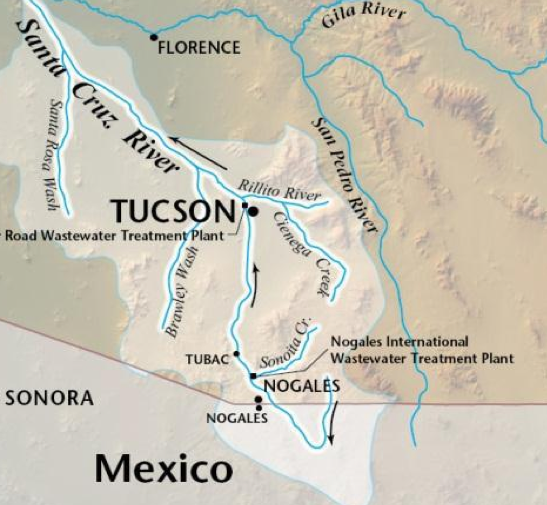 Gila River
FLORENCE
Santa Cruz River
Santa Rosa Wash
San Pedro River
Rillito River
TUCSON
Road Wastewater Treatment Plant
Cienega Creek
Brawley Wash
Sonoita Cr.
Nogales International
Wastewater Treatment Plant
TUBAC
NOGALES
SONORA
NOGALES
Mexico